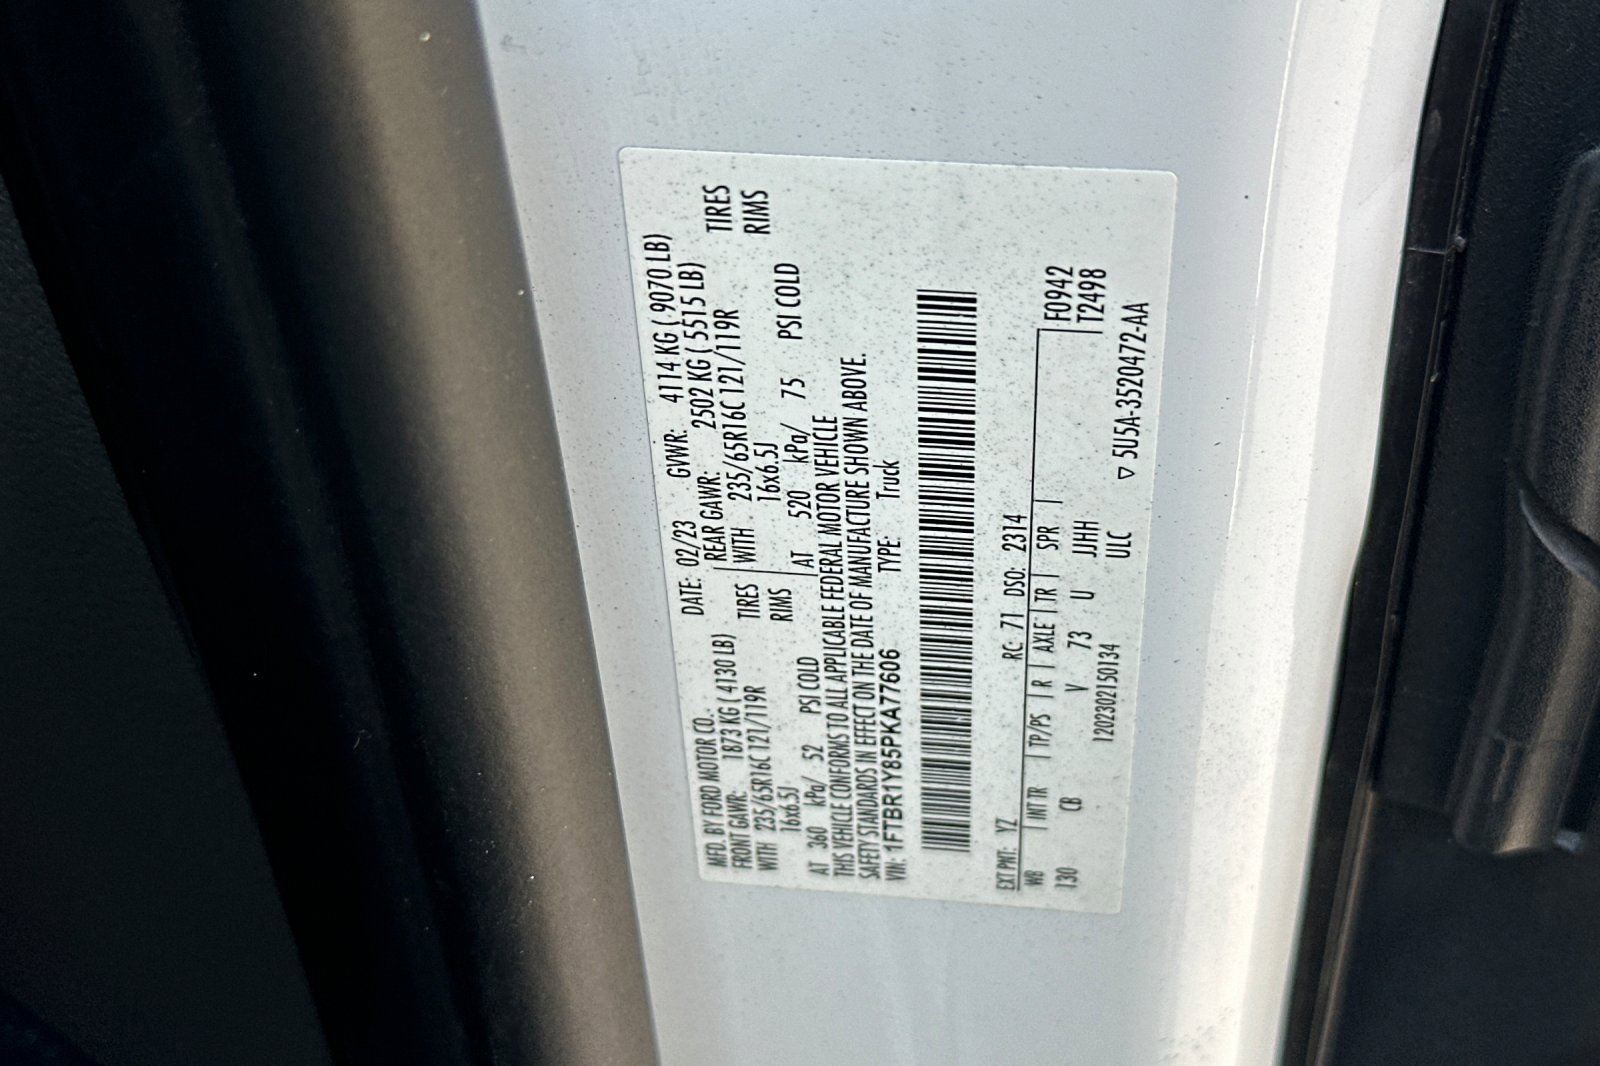 MFD. BY FORD MOTOR CO.
DATE: 02/23 GVWR: 4114 KG ( 9070 LB)
FRONT GAWR: 1873 KG ( 4130 LB) REAR GAWR: 2502 KG ( 5515 LB)
WITH 235/65R16C 121/119R TIRES WITH 235/65R16C 121/119R TIRES
16x6.5J RIMS 16x6.5J RIMS
AT 360 kPa/ 52 PSI COLD AT 520 kPa/ 75 PSI COLD
THIS VEHICLE CONFORMS TO ALL APPLICABLE FEDERAL MOTOR VEHICLE
SAFETY STANDARDS IN EFFECT ON THE DATE OF MANUFACTURE SHOWN ABOVE.
VIN: 1FTBR1Y85PKA77606 TYPE: Truck
EXT PNT: YZ RC: 71 DSO: 2314
F0942
WB INT TR TP/PS R AXLE TR SPR T2498
130 CB V 73 U JJHH
1202302150134 ULC ▽ 5U5A-3520472-AA